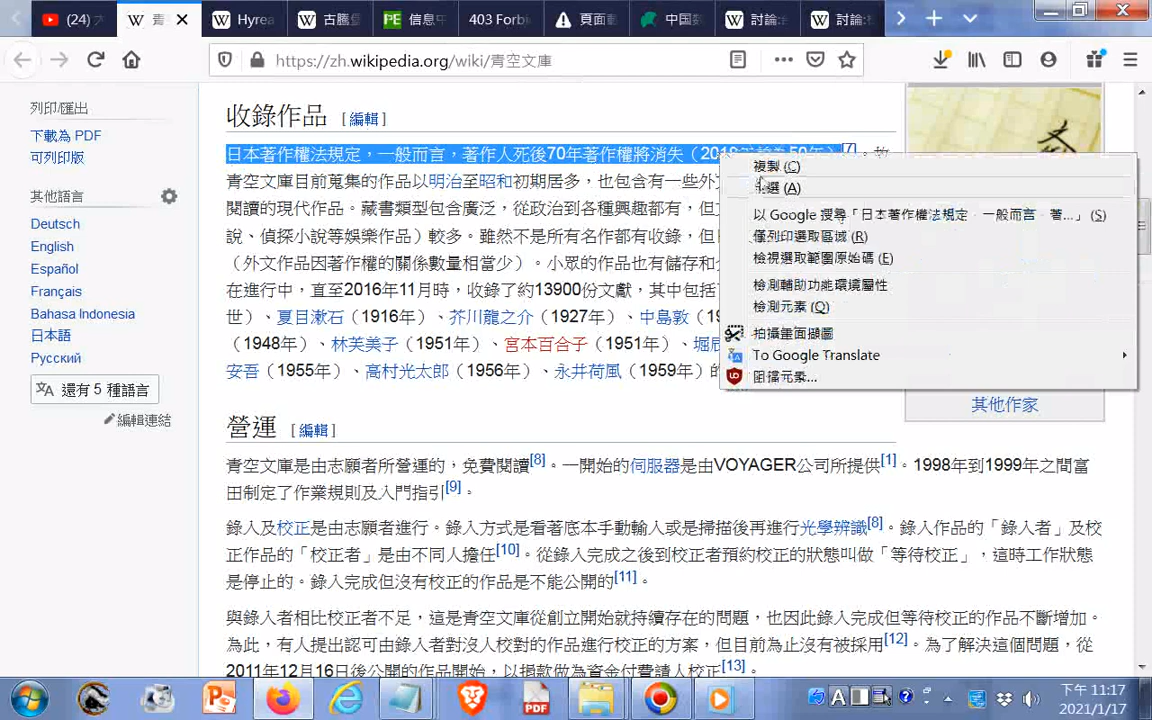 (24)
青
Hyrea
古騰
PE 信息
403 Forb
頁面
中国
討論:
討論:
https://zh.wikipedia.org/wiki/青空文庫
列印/匯出
下載為 PDF
可列印版
其他語言
Deutsch
English
Español
Français
Bahasa Indonesia
日本語
Русский
還有 5 種語言
編輯連結
收錄作品 [編輯]
日本著作權法規定，一般而言，著作人死後70年著作權將消失（ [7]。故
青空文庫目前蒐集的作品以明治至昭和初期居多，也包含有一些外
閱讀的現代作品。藏書類型包含廣泛，從政治到各種興趣都有，但
說、偵探小說等娛樂作品）較多。雖然不是所有名作都有收錄，但
（外文作品因著作權的關係數量相當少）。小眾的作品也有儲存和
在進行中，直至2016年11月時，收錄了約13900份文獻，其中包括
世）、夏目漱石（1916年）、芥川龍之介（1927年）、中島敦（19
（1948年）、林芙美子（1951年）、宮本百合子（1951年）、堀辰
安吾（1955年）、高村光太郎（1956年）、永井荷風（1959年）的
複製(C)
全選(A)
以 Google 搜尋「日本著作權法規定，一般而言，著...」(S)
僅列印選取區域(R)
檢視選取範圍原始碼(E)
檢測輔助功能環境屬性
檢測元素(Q)
拍攝畫面擷圖
To Google Translate
阻擋元素...
其他作家
營運 [編輯]
青空文庫是由志願者所營運的，免費閱讀[8]。一開始的伺服器是由VOYAGER公司所提供[1]。1998年到1999年之間富
田制定了作業規則及入門指引[9]。
錄入及校正是由志願者進行。錄入方式是看著底本手動輸入或是掃描後再進行光學辨識[8]。錄入作品的「錄入者」及校
正作品的「校正者」是由不同人擔任[10]。從錄入完成之後到校正者預約校正的狀態叫做「等待校正」，這時工作狀態
是停止的。錄入完成但沒有校正的作品是不能公開的[11]。
與錄入者相比校正者不足，這是青空文庫從創立開始就持續存在的問題，也因此錄入完成但等待校正的作品不斷增加。
為此，有人提出認可由錄入者對沒人校對的作品進行校正的方案，但目前為止沒有被採用[12]。為了解決這個問題，從
2011年12月16日後公開的作品開始，以捐款做為資金付費請人校正[13]。
PDF
A
下午 11:17
2021/1/17